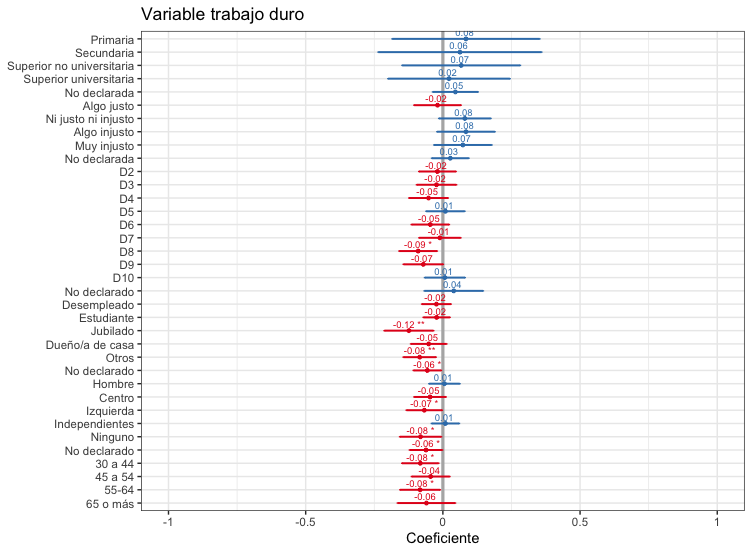 Variable trabajo duro
Primaria 0.08
Secundaria 0.06
Superior no universitaria 0.07
Superior universitaria 0.02
No declarada 0.05
Algo justo -0.02
Ni justo ni injusto 0.08
Algo injusto 0.08
Muy injusto 0.07
No declarada 0.03
D2 -0.02
D3 -0.02
D4 -0.05
D5 0.01
D6 -0.05
D7 -0.01
D8 -0.09 *
D9 -0.07
D10 0.01
No declarado 0.04
Desempleado -0.02
Estudiante -0.02
Jubilado -0.12 **
Dueño/a de casa -0.05
Otros -0.08 **
No declarado -0.06 *
Hombre 0.01
Centro -0.05
Izquierda -0.07 *
Independientes 0.01
Ninguno -0.08 *
No declarado -0.06 *
30 a 44 -0.08 *
45 a 54 -0.04
55-64 -0.08 *
65 o más -0.06
-1 -0.5 0 0.5 1
Coeficiente